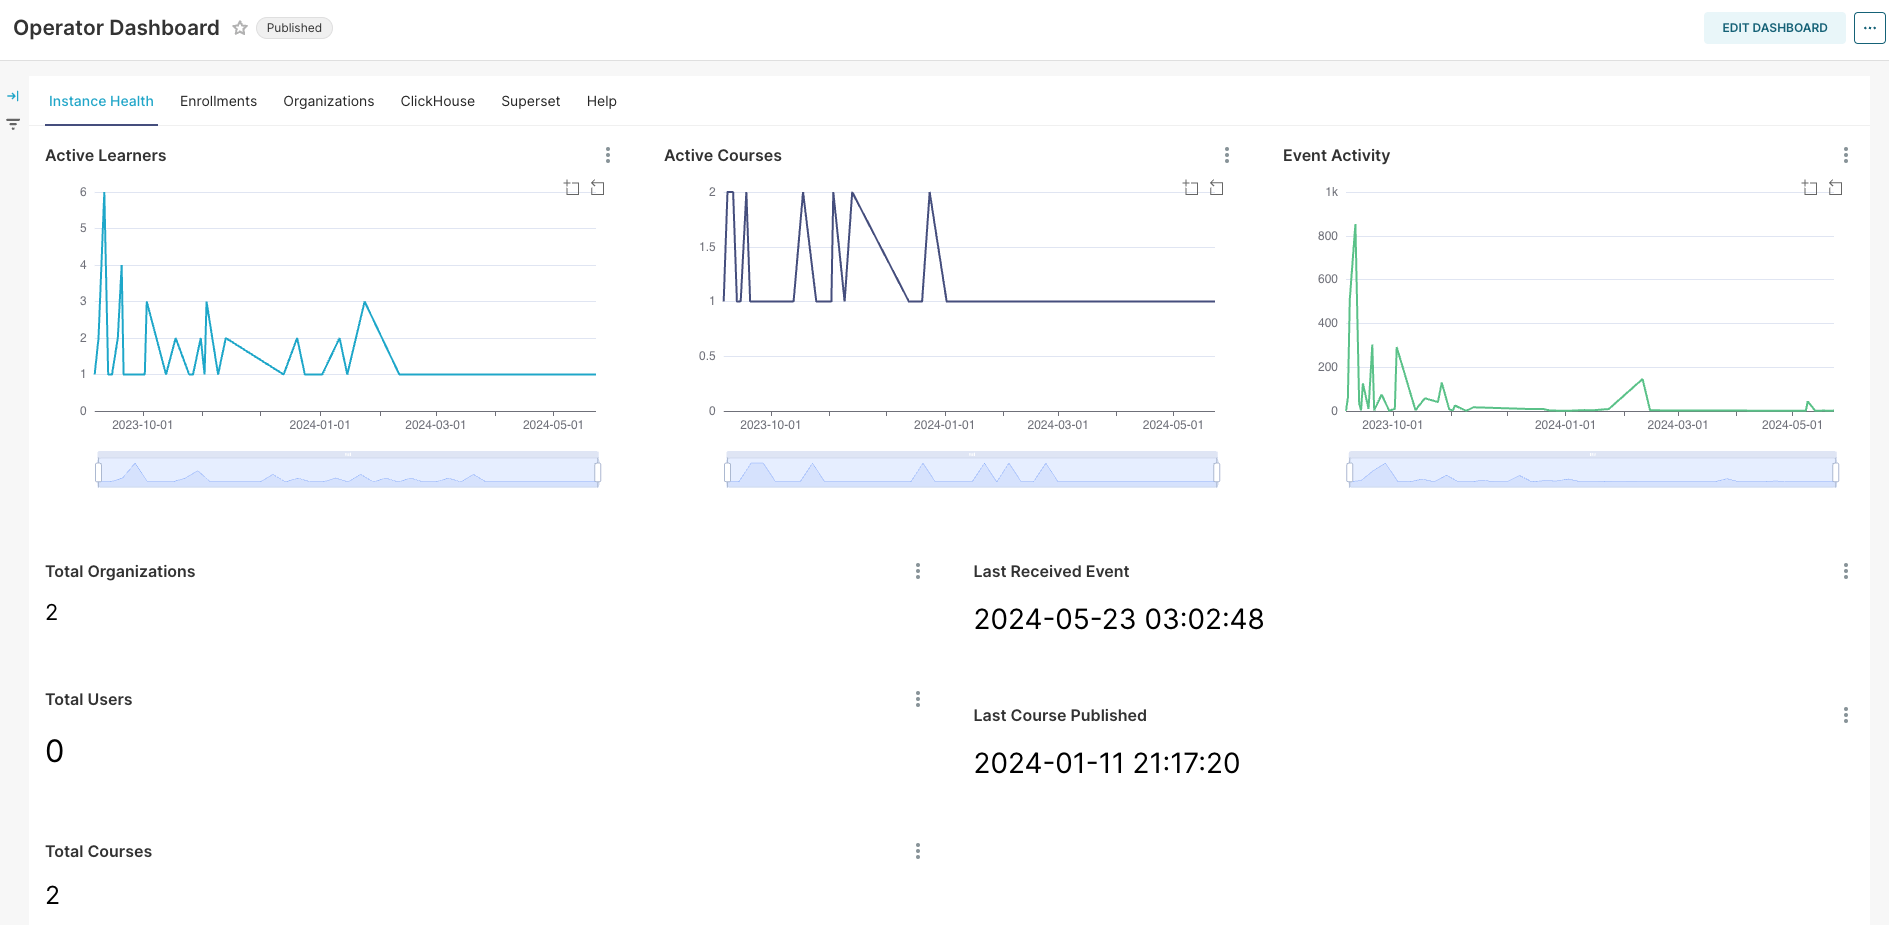 Operator Dashboard
Published
EDIT DASHBOARD
...
Instance Health
Enrollments
Organizations
ClickHouse
Superset
Help
Active Learners
6
5
4
3
2
1
0
2023-10-01
2024-01-01
2024-03-01
2024-05-01
Active Courses
2
1.5
1
0.5
0
2023-10-01
2024-01-01
2024-03-01
2024-05-01
Event Activity
1k
800
600
400
200
0
2023-10-01
2024-01-01
2024-03-01
2024-05-01
Total Organizations
2
Last Received Event
2024-05-23 03:02:48
Total Users
0
Last Course Published
2024-01-11 21:17:20
Total Courses
2